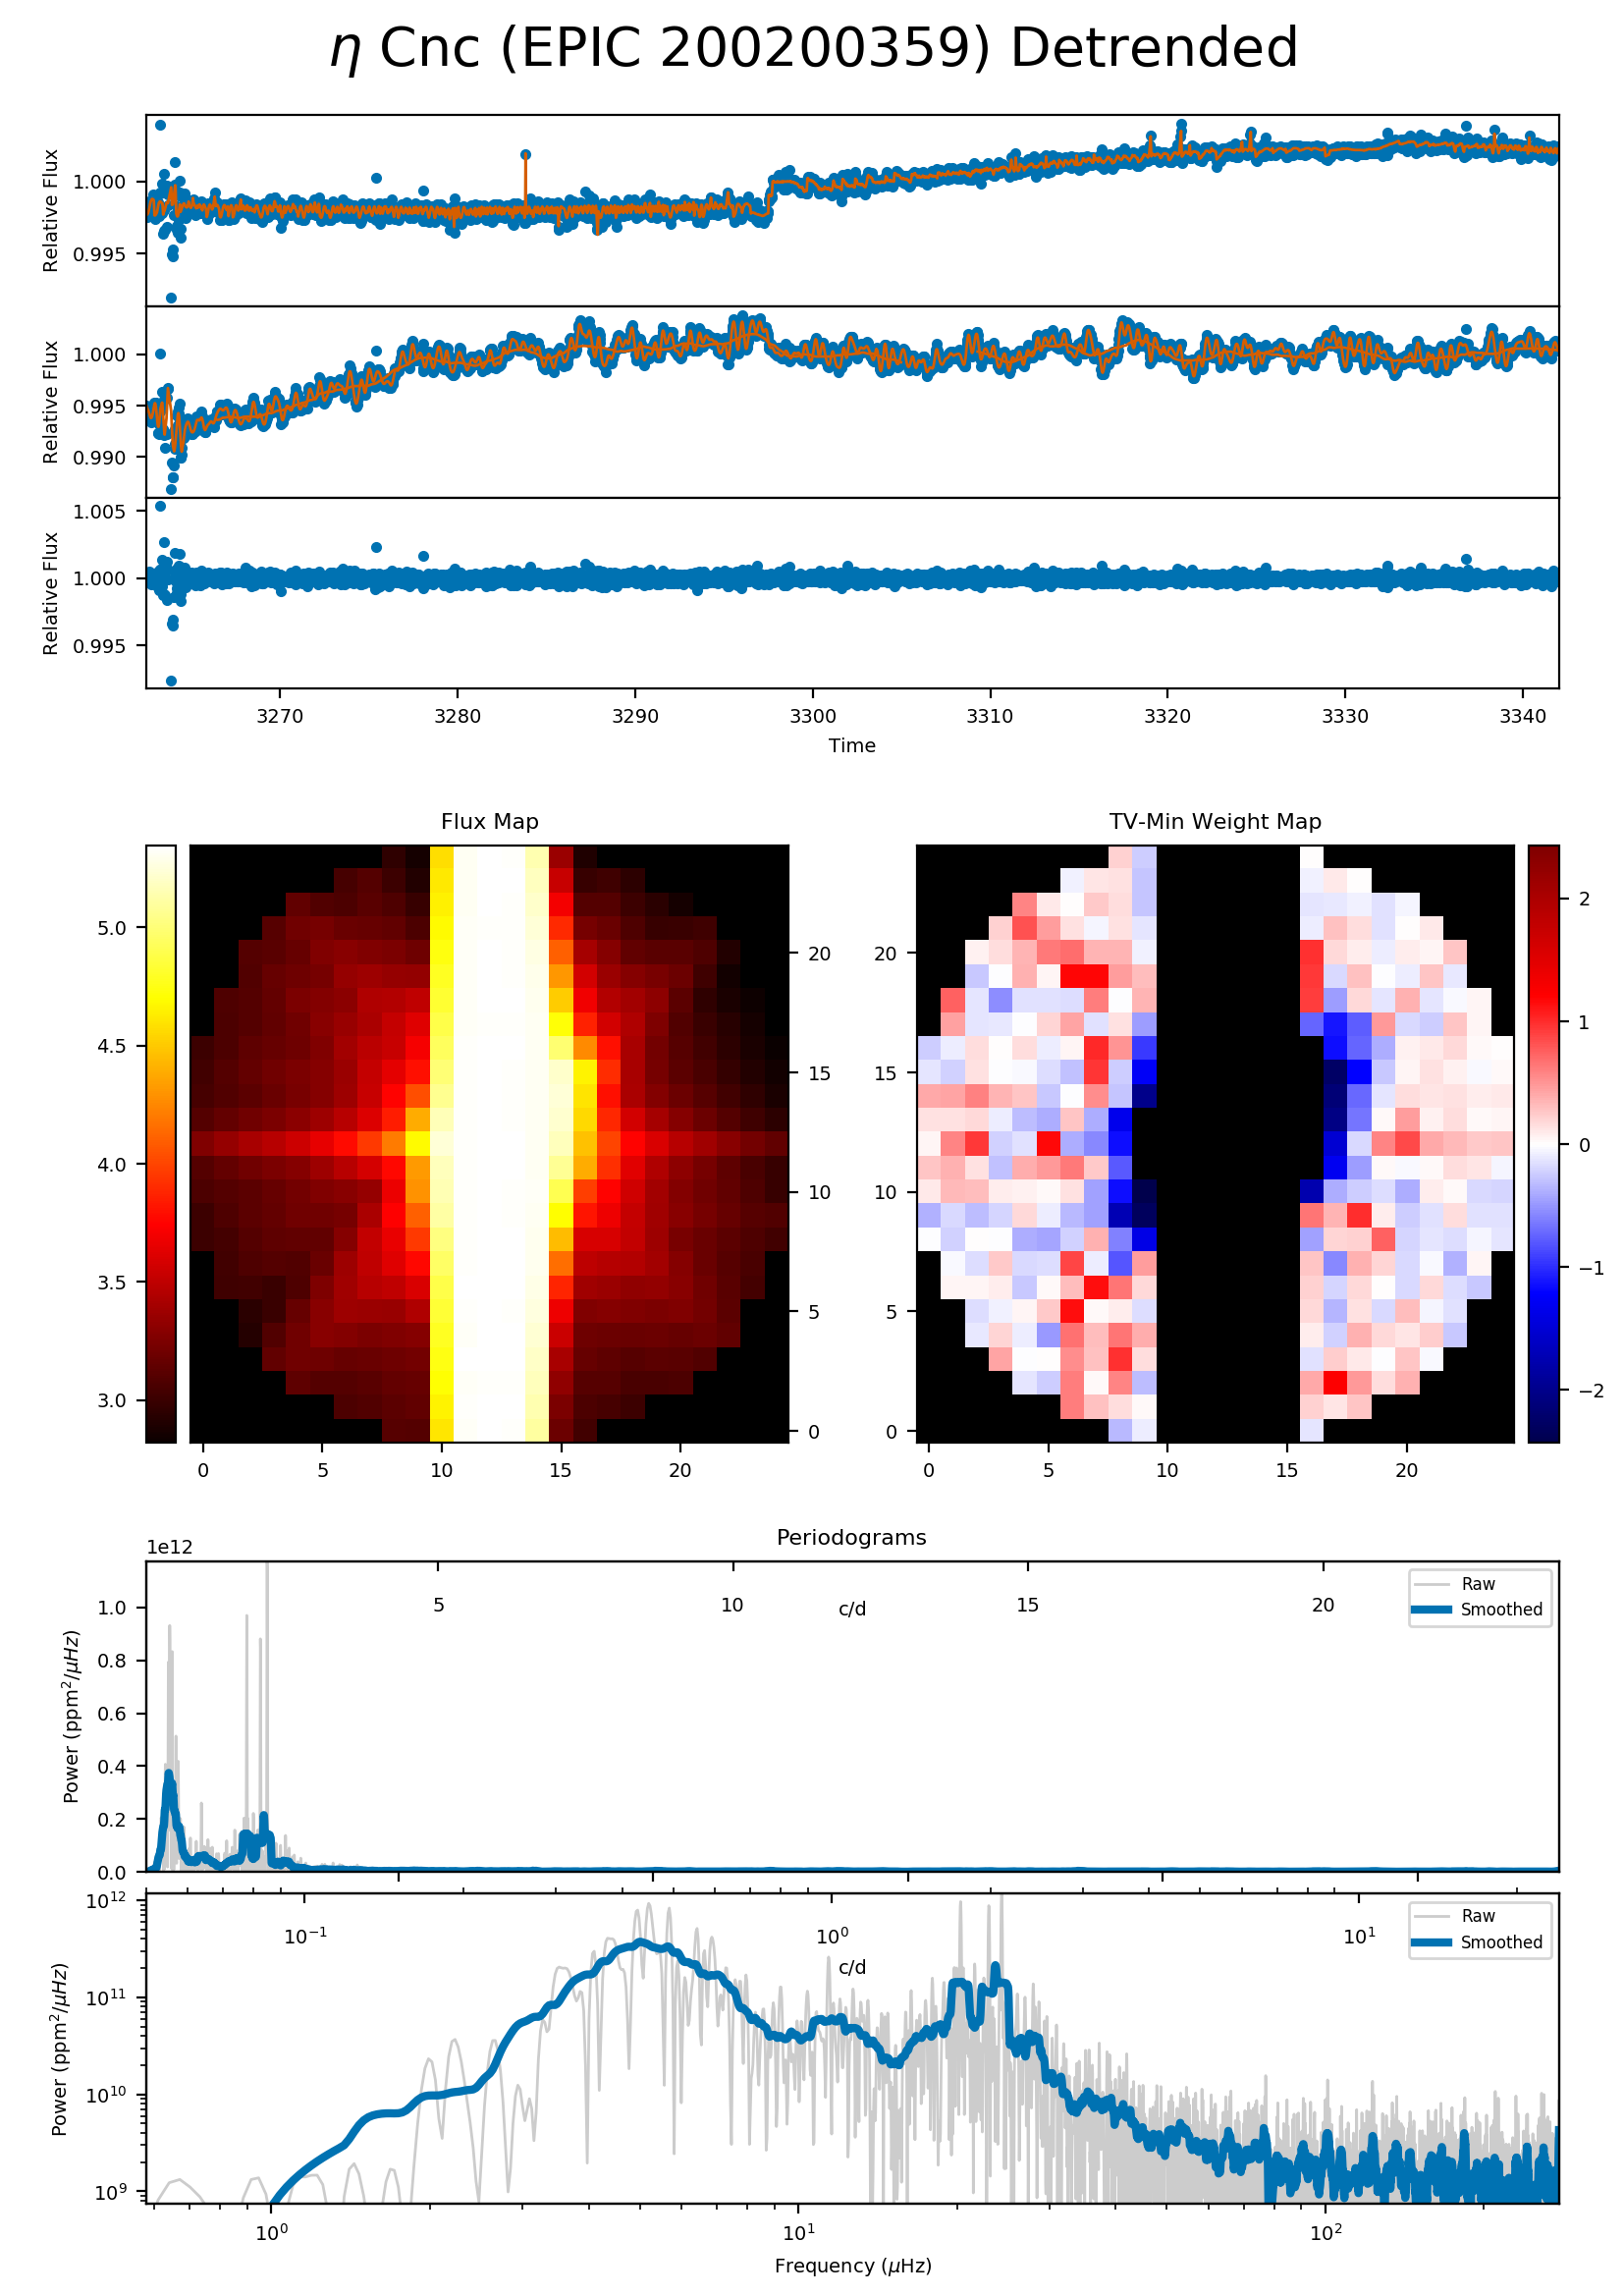 η Cnc (EPIC 200200359) Detrended
Relative Flux
1.000
0.995
Relative Flux
1.000
0.995
0.990
Relative Flux
1.005
1.000
0.995
3270 3280 3290 3300 3310 3320 3330 3340
Time
Flux Map
TV-Min Weight Map
5.0
4.5
4.0
3.5
3.0
20
15
10
5
0
0 5 10 15 20
20
15
10
5
0
0 5 10 15 20
2
1
0
−1
−2
Periodograms
1e12
Power (ppm²/μHz)
1.0
0.8
0.6
0.4
0.2
0.0
5 10 15 20
c/d
Raw
Smoothed
Power (ppm²/μHz)
10¹²
10¹¹
10¹⁰
10⁹
10⁻¹ 10⁰ 10¹
c/d
Raw
Smoothed
10⁰ 10¹ 10²
Frequency (μHz)